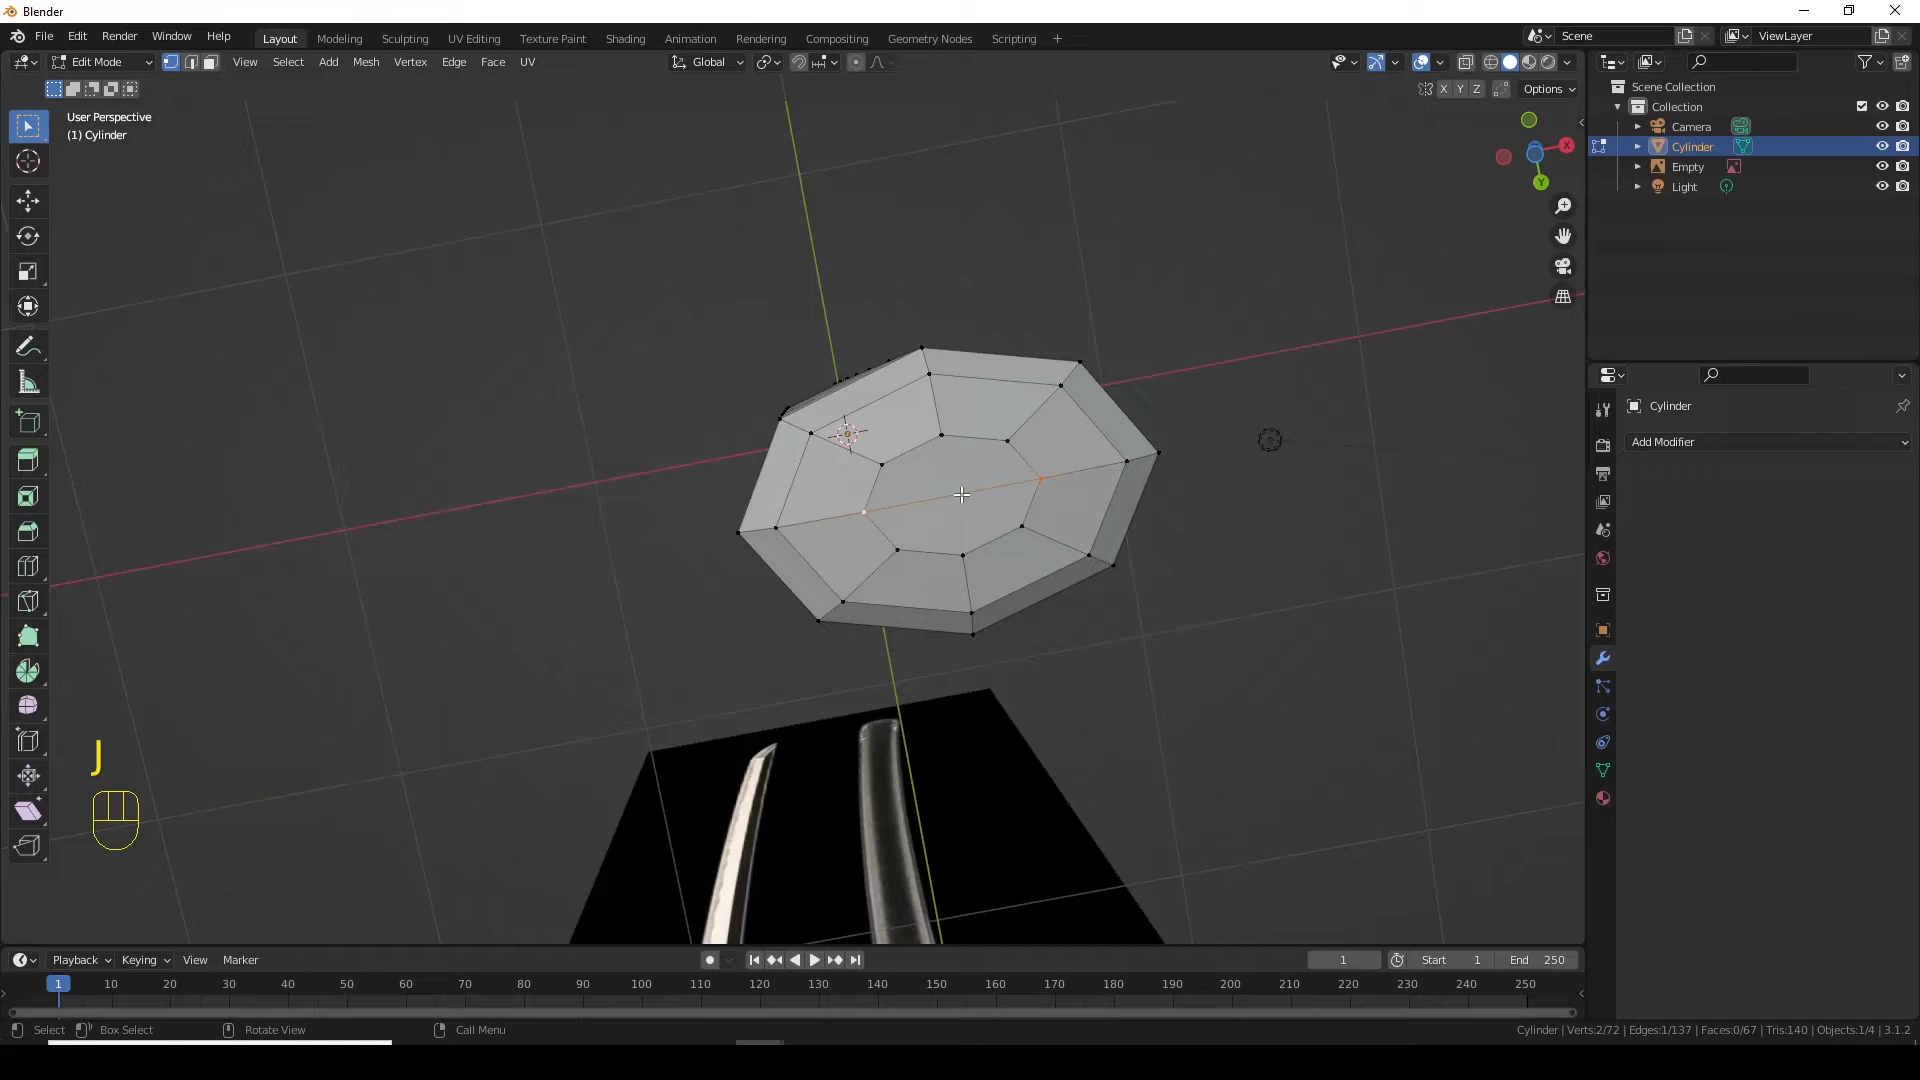 Blender
File Edit Render Window Help
Layout Modeling Sculpting UV Editing Texture Paint Shading Animation Rendering Compositing Geometry Nodes Scripting +
Scene
ViewLayer
Edit Mode View Select Add Mesh Vertex Edge Face UV
Global
X Y Z Options
User Perspective
(1) Cylinder
X
Y
Scene Collection
Collection
Camera
Cylinder
Empty
Light
Cylinder
Add Modifier
J
Playback Keying View Marker
1 Start 1 End 250
1 10 20 30 40 50 60 70 80 90 100 110 120 130 140 150 160 170 180 190 200 210 220 230 240 250
Select Box Select Rotate View Call Menu
Cylinder | Verts:2/72 | Edges:1/137 | Faces:0/67 | Tris:140 | Objects:1/4 | 3.1.2